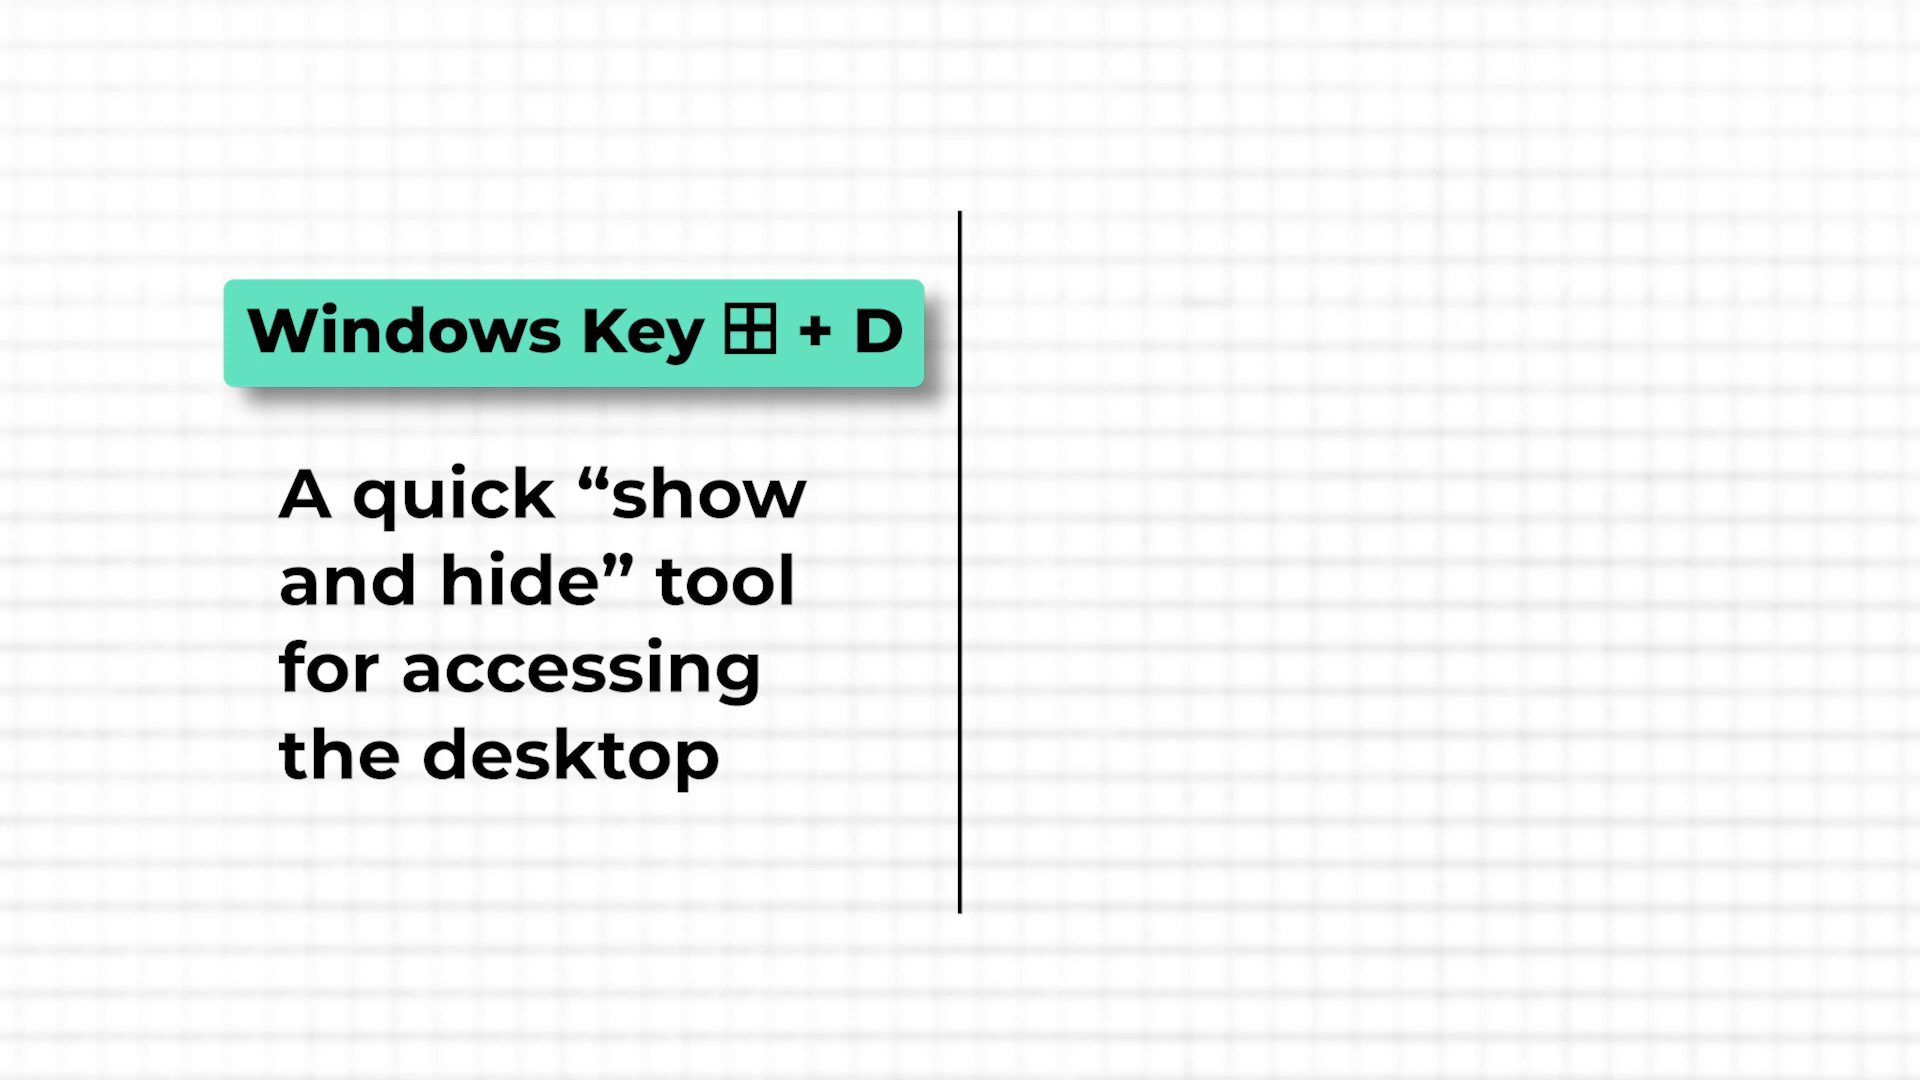 Windows Key ⊞ + D
A quick “show
and hide” tool
for accessing
the desktop